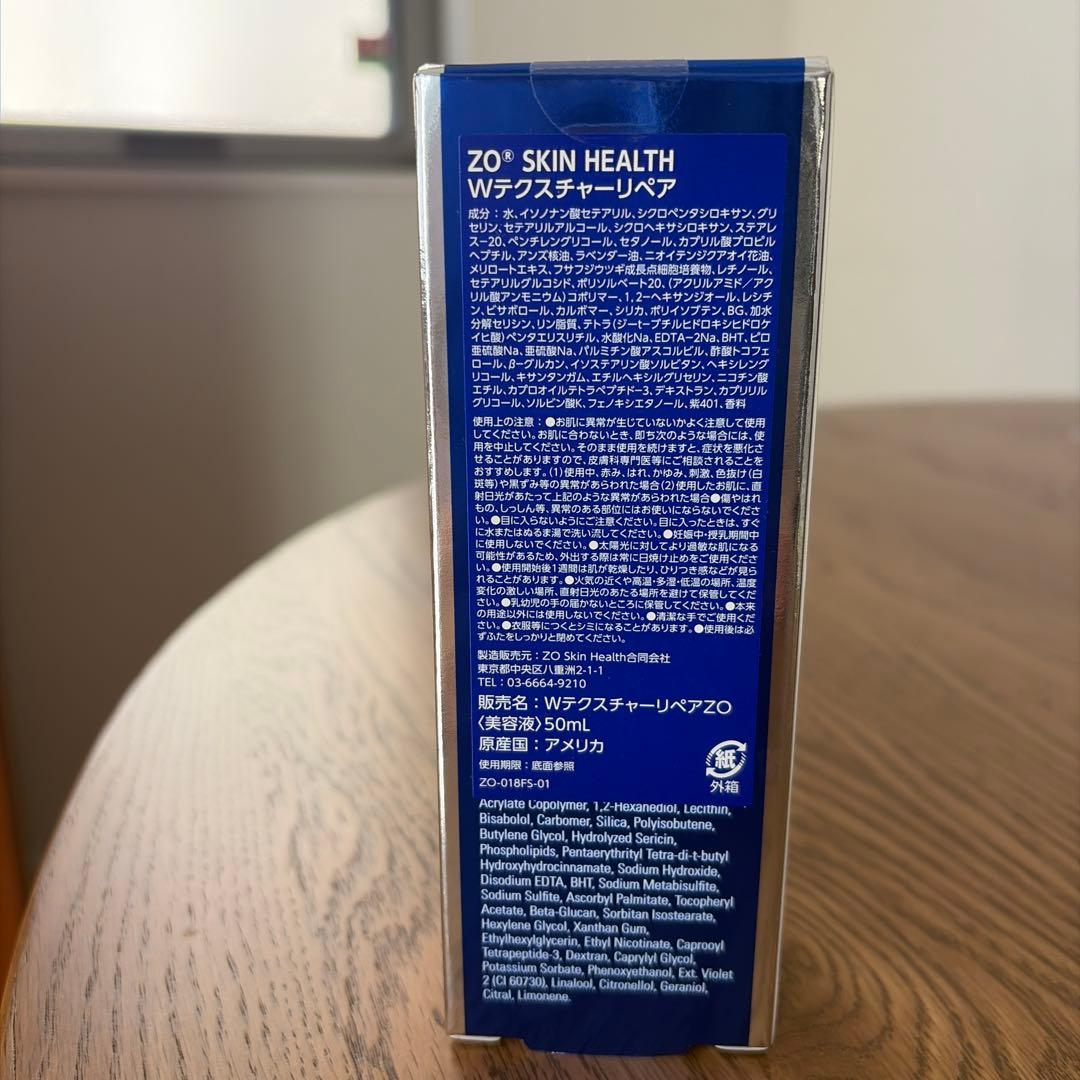 ZO® SKIN HEALTH
Wテクスチャーリペア
成分：水、イソノナン酸セテアリル、シクロペンタシロキサン、グリ
セリン、セテアリルアルコール、シクロヘキサシロキサン、ステアレ
ス-20、ペンチレングリコール、セタノール、カプリル酸プロピル
ヘプチル、アンズ核油、ラベンダー油、ニオイテンジクアオイ花油、
メリロートエキス、フサフジウツギ成長点細胞培養物、レチノール、
セテアリルグルコシド、ポリソルベート20、(アクリルアミド／アク
リル酸アンモニウム)コポリマー、1,2-ヘキサンジオール、レシチ
ン、ビサボロール、カルボマー、シリカ、ポリイソブテン、BG、加水
分解セリシン、リン脂質、テトラ(ジ-t-ブチルヒドロキシヒドロケ
イヒ酸)ペンタエリスリチル、水酸化Na、EDTA-2Na、BHT、ピロ
亜硫酸Na、亜硫酸Na、パルミチン酸アスコルビル、酢酸トコフェ
ロール、β-グルカン、イソステアリン酸ソルビタン、ヘキシレング
リコール、キサンタンガム、エチルヘキシルグリセリン、ニコチン酸
エチル、カプロオイルテトラペプチド-3、デキストラン、カプリリル
グリコール、ソルビン酸K、フェノキシエタノール、紫401、香料
使用上の注意：●お肌に異常が生じていないかよく注意して使用
してください。お肌に合わないとき、即ち次のような場合には、使
用を中止してください。そのまま使用を続けますと、症状を悪化さ
せることがありますので、皮膚科専門医等にご相談されることを
おすすめします。(1)使用中、赤み、はれ、かゆみ、刺激、色抜け(白
斑等)や黒ずみ等の異常があらわれた場合(2)使用したお肌に、直
射日光があたって上記のような異常があらわれた場合●傷やはれ
もの、しっしん等、異常のある部位にはお使いにならないでくださ
い。●目に入らないようにご注意ください。目に入ったときは、すぐ
に水またはぬるま湯で洗い流してください。●妊娠中・授乳期間中
に使用しないでください。●太陽光に対してより過敏な肌になる
可能性があるため、外出する際は常に日焼け止めをご使用くださ
い。●使用開始後1週間は肌が乾燥したり、ひりつき感などが見ら
れることがあります。●火気の近くや高温・多湿・低温の場所、温度
変化の激しい場所、直射日光のあたる場所を避けて保管してくださ
い。●乳幼児の手の届かないところに保管してください。●本来
の用途以外には使用しないでください。●清潔な手でご使用くださ
い。●衣服等につくとシミになることがあります。●使用後は必
ずふたをしっかりと閉めてください。
製造販売元：ZO Skin Health合同会社
東京都中央区八重洲2-1-1
TEL：03-6664-9210
販売名：WテクスチャーリペアZO
〈美容液〉50mL
原産国：アメリカ
使用期限：底面参照
ZO-018FS-01
紙
外箱
Acrylate Copolymer, 1,2-Hexanediol, Lecithin,
Bisabolol, Carbomer, Silica, Polyisobutene,
Butylene Glycol, Hydrolyzed Sericin,
Phospholipids, Pentaerythrityl Tetra-di-t-butyl
Hydroxyhydrocinnamate, Sodium Hydroxide,
Disodium EDTA, BHT, Sodium Metabisulfite,
Sodium Sulfite, Ascorbyl Palmitate, Tocopheryl
Acetate, Beta-Glucan, Sorbitan Isostearate,
Hexylene Glycol, Xanthan Gum,
Ethylhexylglycerin, Ethyl Nicotinate, Caprooyl
Tetrapeptide-3, Dextran, Caprylyl Glycol,
Potassium Sorbate, Phenoxyethanol, Ext. Violet
2 (CI 60730), Linalool, Citronellol, Geraniol,
Citral, Limonene.